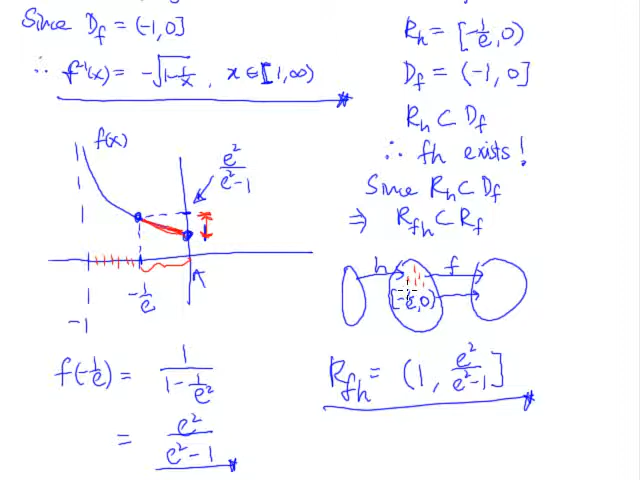 Since D_f = (-1, 0]
∴ f⁻¹(x) = -√(1-1/x), x ∈ [1, ∞)
f(x)
e²/(e²-1)
1
A
-1/e
-1
f(-1/e) = 1/(1 - 1/e²)
= e²/(e²-1)
R_h = [-1/e, 0)
D_f = (-1, 0]
R_h ⊂ D_f
∴ fh exists!
Since R_h ⊂ D_f
⇒ R_fh ⊂ R_f
h f
[-1/e, 0)
R_fh = (1, e²/(e²-1)]